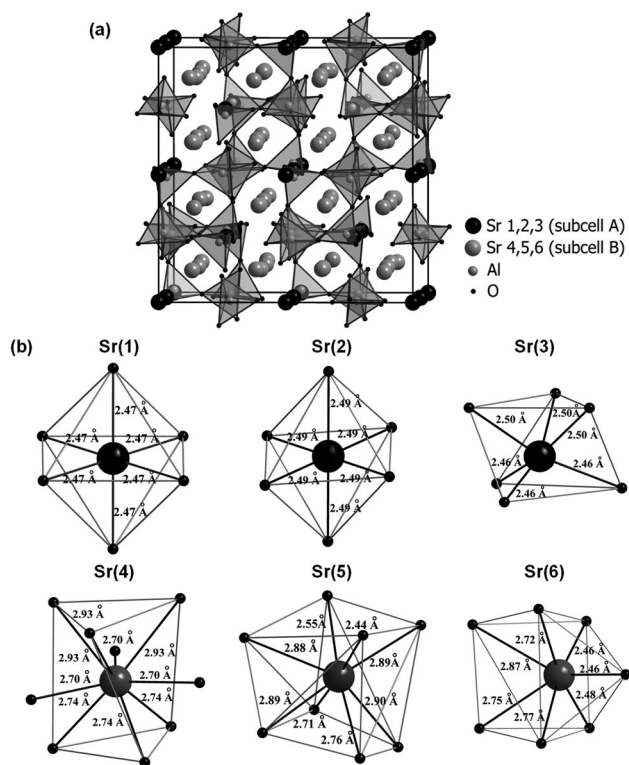 (a)
Sr 1,2,3 (subcell A)
Sr 4,5,6 (subcell B)
Al
O
(b)
Sr(1) Sr(2) Sr(3)
2.47 Å
2.47 Å 2.47 Å
2.47 Å 2.47 Å
2.47 Å
2.49 Å
2.49 Å 2.49 Å
2.49 Å 2.49 Å
2.49 Å
2.50 Å 2.50Å
2.50 Å
2.46 Å 2.46 Å
2.46 Å
Sr(4) Sr(5) Sr(6)
2.93 Å
2.70 Å
2.93 Å 2.93 Å
2.70 Å 2.70 Å
2.74 Å 2.74 Å
2.74 Å
2.55Å 2.44 Å
2.88 Å 2.89Å
2.89 Å 2.90 Å
2.71 Å
2.76 Å
2.72 Å 2.46 Å
2.87 Å 2.46 Å
2.75 Å 2.48 Å
2.77 Å